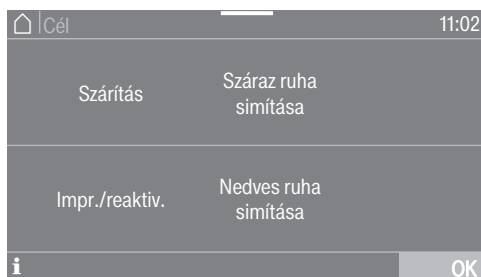 Cél
11:02
Szárítás
Száraz ruha
simítása
Impr./reaktiv.
Nedves ruha
simítása
i
OK